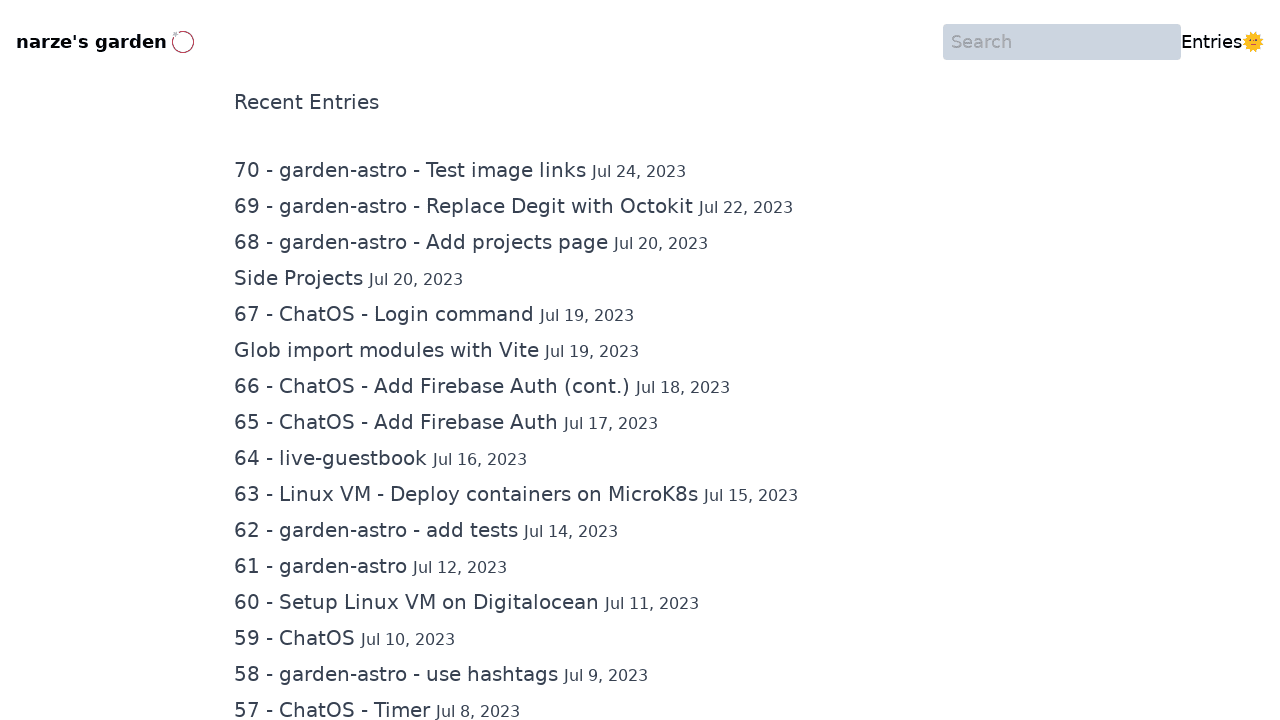 narze's garden
Search
Entries🌞
Recent Entries
70 - garden-astro - Test image links Jul 24, 2023
69 - garden-astro - Replace Degit with Octokit Jul 22, 2023
68 - garden-astro - Add projects page Jul 20, 2023
Side Projects Jul 20, 2023
67 - ChatOS - Login command Jul 19, 2023
Glob import modules with Vite Jul 19, 2023
66 - ChatOS - Add Firebase Auth (cont.) Jul 18, 2023
65 - ChatOS - Add Firebase Auth Jul 17, 2023
64 - live-guestbook Jul 16, 2023
63 - Linux VM - Deploy containers on MicroK8s Jul 15, 2023
62 - garden-astro - add tests Jul 14, 2023
61 - garden-astro Jul 12, 2023
60 - Setup Linux VM on Digitalocean Jul 11, 2023
59 - ChatOS Jul 10, 2023
58 - garden-astro - use hashtags Jul 9, 2023
57 - ChatOS - Timer Jul 8, 2023